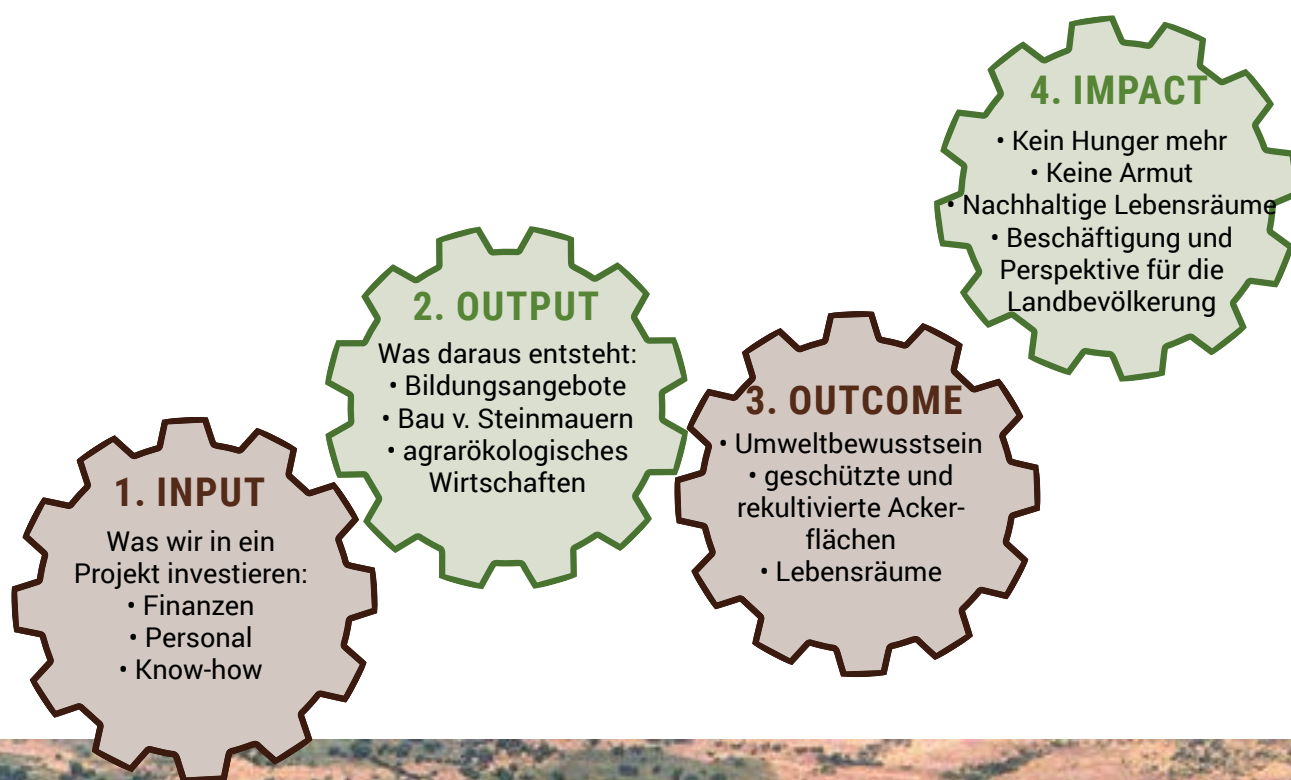 1. INPUT
Was wir in ein
Projekt investieren:
• Finanzen
• Personal
• Know-how
2. OUTPUT
Was daraus entsteht:
• Bildungsangebote
• Bau v. Steinmauern
• agrarökologisches
Wirtschaften
3. OUTCOME
• Umweltbewusstsein
• geschützte und
rekultivierte Acker-
flächen
• Lebensräume
4. IMPACT
• Kein Hunger mehr
• Keine Armut
• Nachhaltige Lebensräume
• Beschäftigung und
Perspektive für die
Landbevölkerung